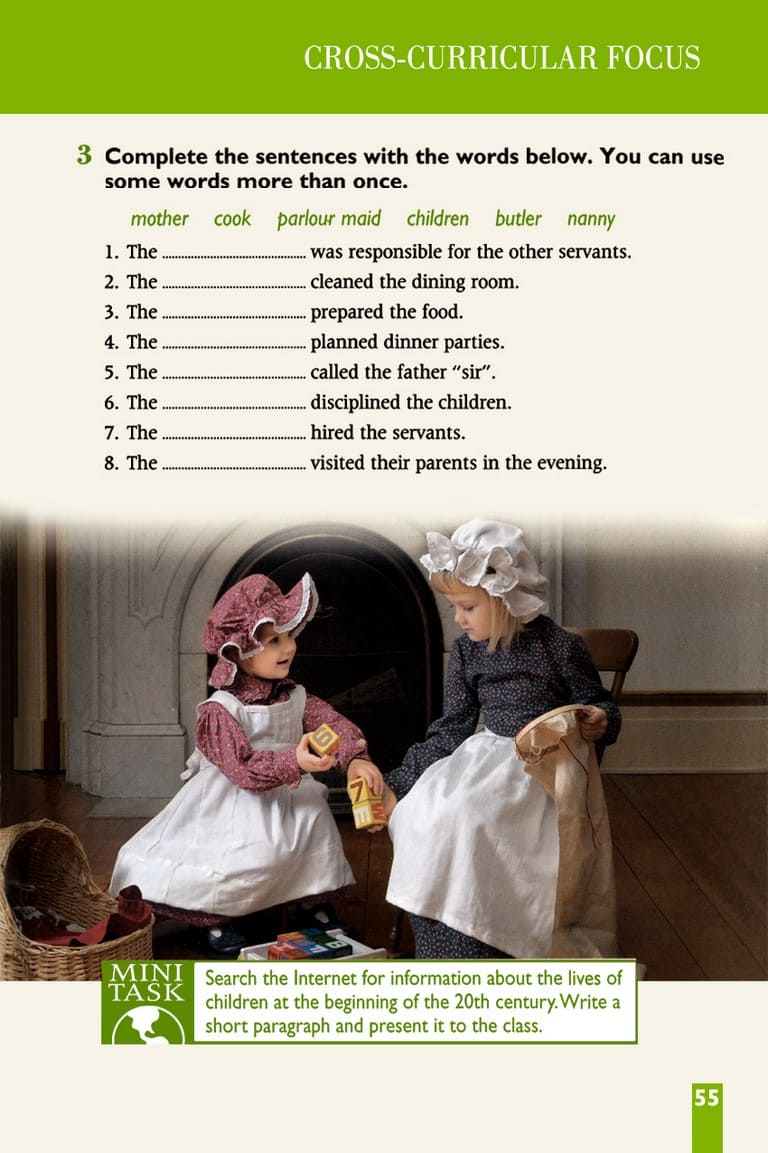 CROSS-CURRICULAR FOCUS
3 Complete the sentences with the words below. You can use
some words more than once.
mother cook parlour maid children butler nanny
1. The ............................................... was responsible for the other servants.
2. The ............................................... cleaned the dining room.
3. The ............................................... prepared the food.
4. The ............................................... planned dinner parties.
5. The ............................................... called the father “sir”.
6. The ............................................... disciplined the children.
7. The ............................................... hired the servants.
8. The ............................................... visited their parents in the evening.
S
7
W
E
MINI
TASK
Search the Internet for information about the lives of
children at the beginning of the 20th century. Write a
short paragraph and present it to the class.
55